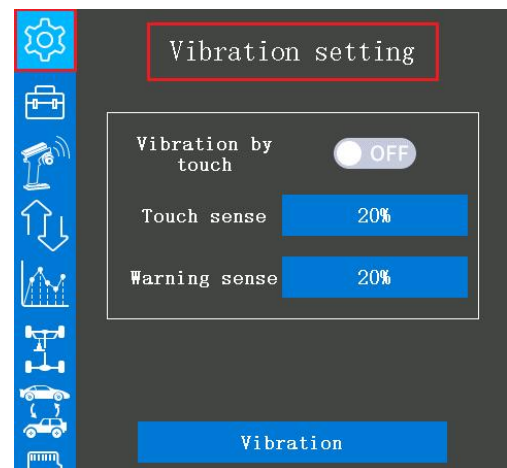 Vibration setting
Vibration by
touch
OFF
Touch sense
20%
Warning sense
20%
Vibration